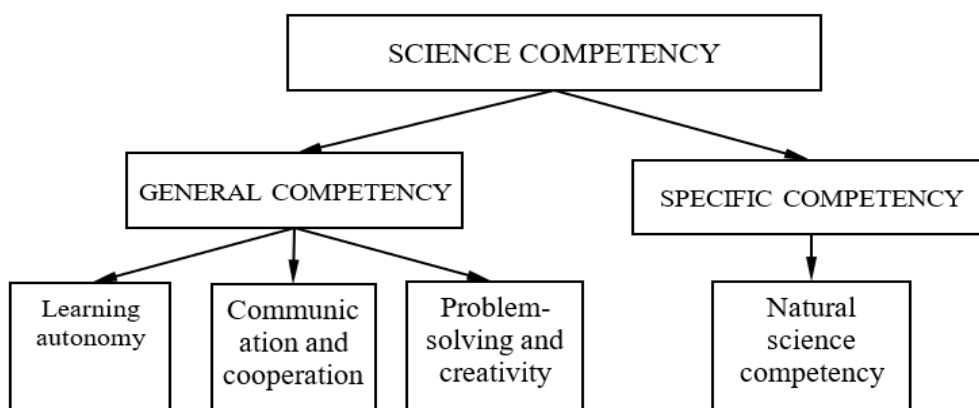 SCIENCE COMPETENCY
GENERAL COMPETENCY
SPECIFIC COMPETENCY
Learning
autonomy
Communic
ation and
cooperation
Problem-
solving and
creativity
Natural
science
competency